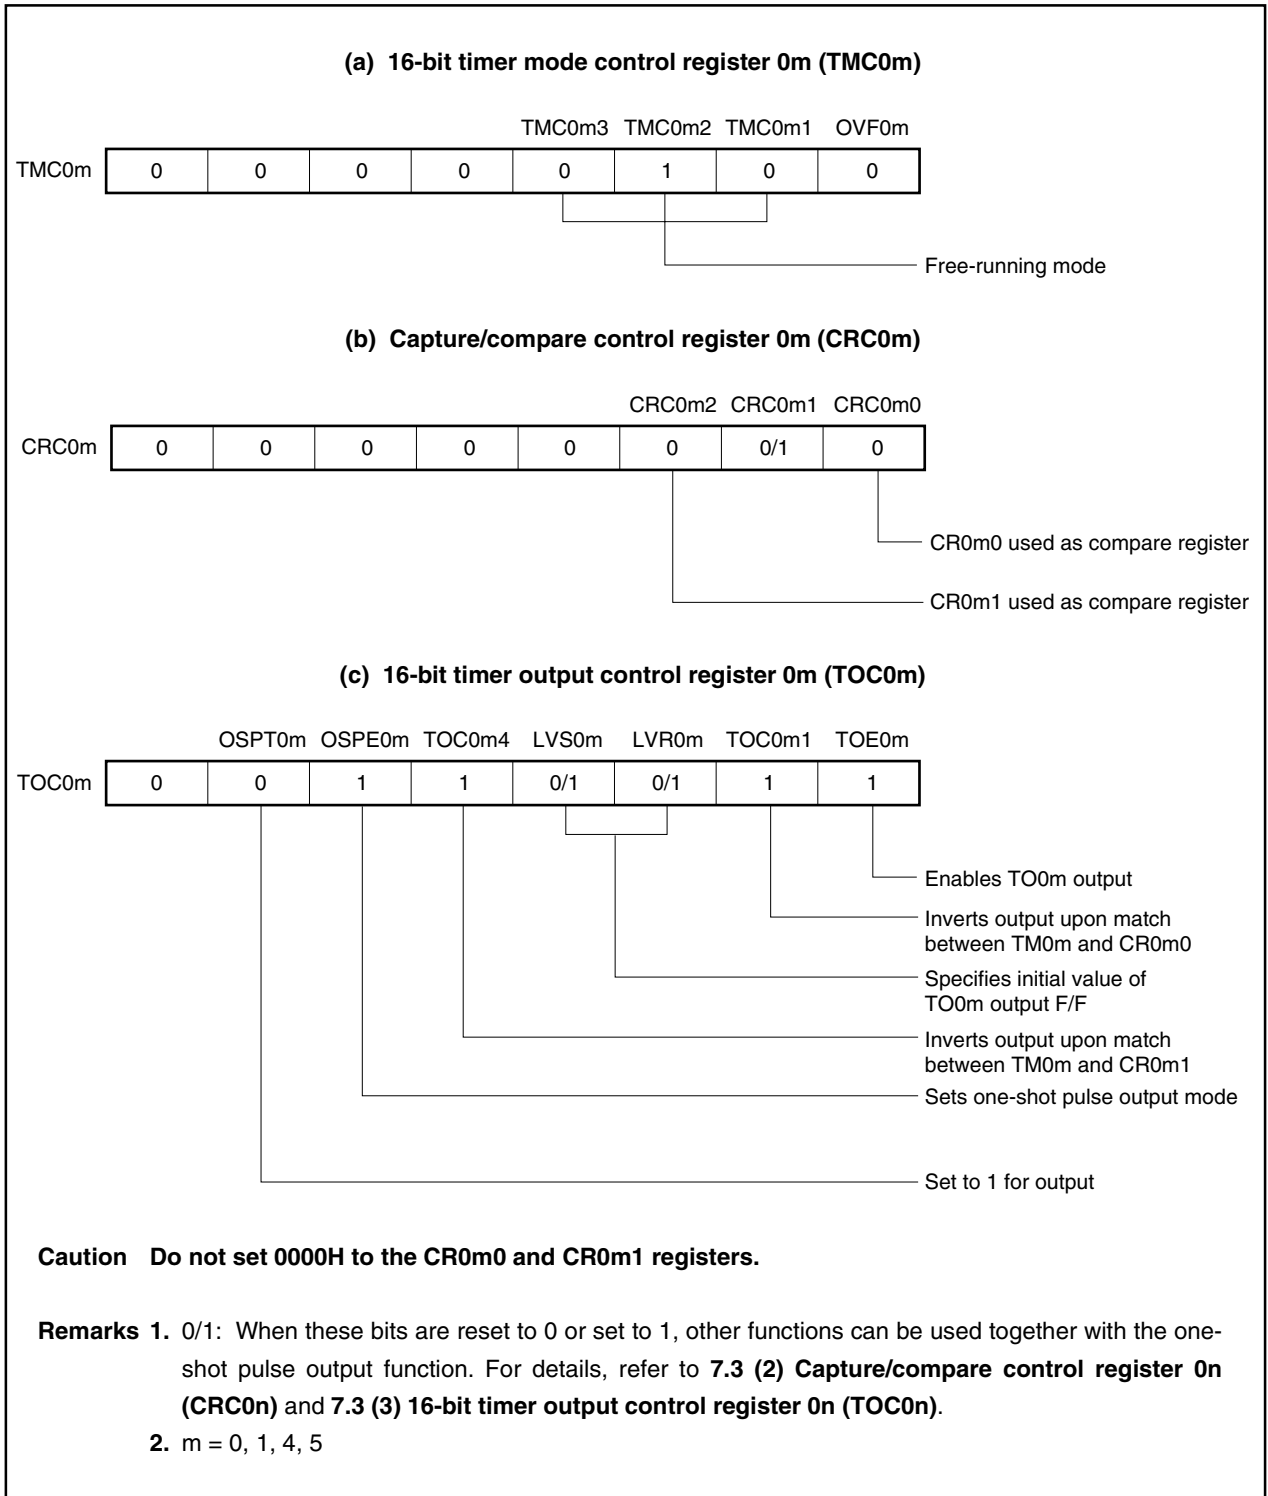 (a) 16-bit timer mode control register 0m (TMC0m)
TMC0m3 TMC0m2 TMC0m1 OVF0m
TMC0m 0 0 0 0 0 1 0 0
Free-running mode
(b) Capture/compare control register 0m (CRC0m)
CRC0m2 CRC0m1 CRC0m0
CRC0m 0 0 0 0 0 0 0/1 0
CR0m0 used as compare register
CR0m1 used as compare register
(c) 16-bit timer output control register 0m (TOC0m)
OSPT0m OSPE0m TOC0m4 LVS0m LVR0m TOC0m1 TOE0m
TOC0m 0 0 1 1 0/1 0/1 1 1
Enables TO0m output
Inverts output upon match
between TM0m and CR0m0
Specifies initial value of
TO0m output F/F
Inverts output upon match
between TM0m and CR0m1
Sets one-shot pulse output mode
Set to 1 for output
Caution Do not set 0000H to the CR0m0 and CR0m1 registers.
Remarks 1. 0/1: When these bits are reset to 0 or set to 1, other functions can be used together with the one-
shot pulse output function. For details, refer to 7.3 (2) Capture/compare control register 0n
(CRC0n) and 7.3 (3) 16-bit timer output control register 0n (TOC0n).
2. m = 0, 1, 4, 5